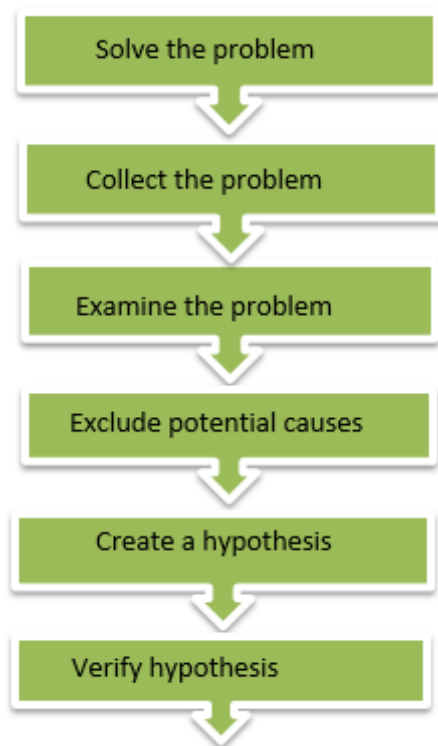 Solve the problem
Collect the problem
Examine the problem
Exclude potential causes
Create a hypothesis
Verify hypothesis